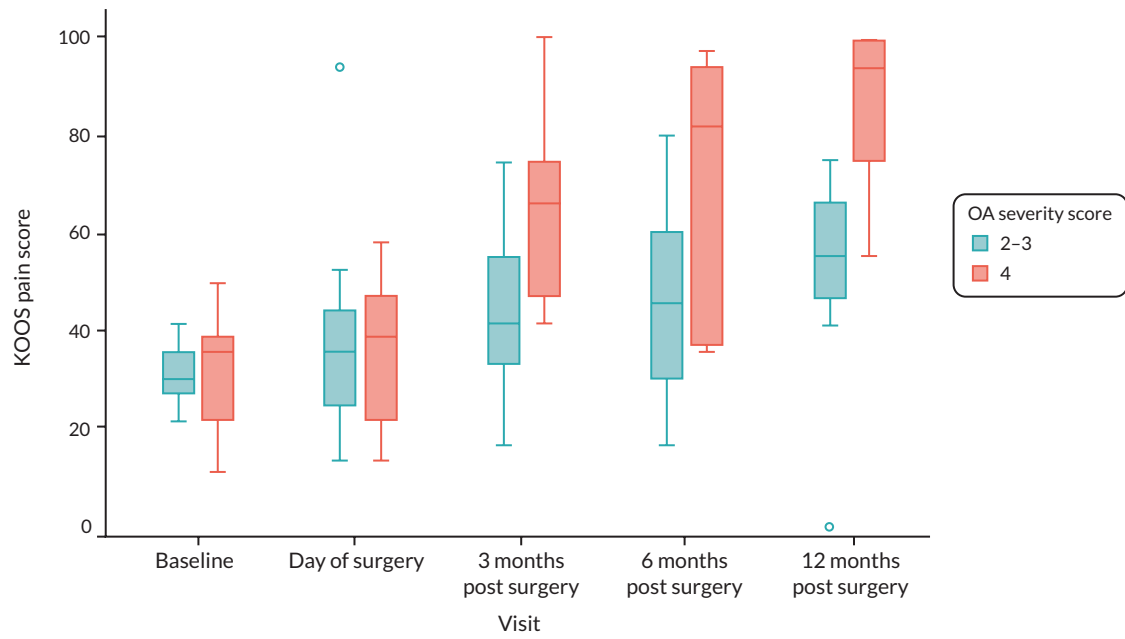 KOOS pain score
100
80
60
40
20
0
Baseline
Day of surgery
3 months
post surgery
6 months
post surgery
12 months
post surgery
Visit
OA severity score
2–3
4